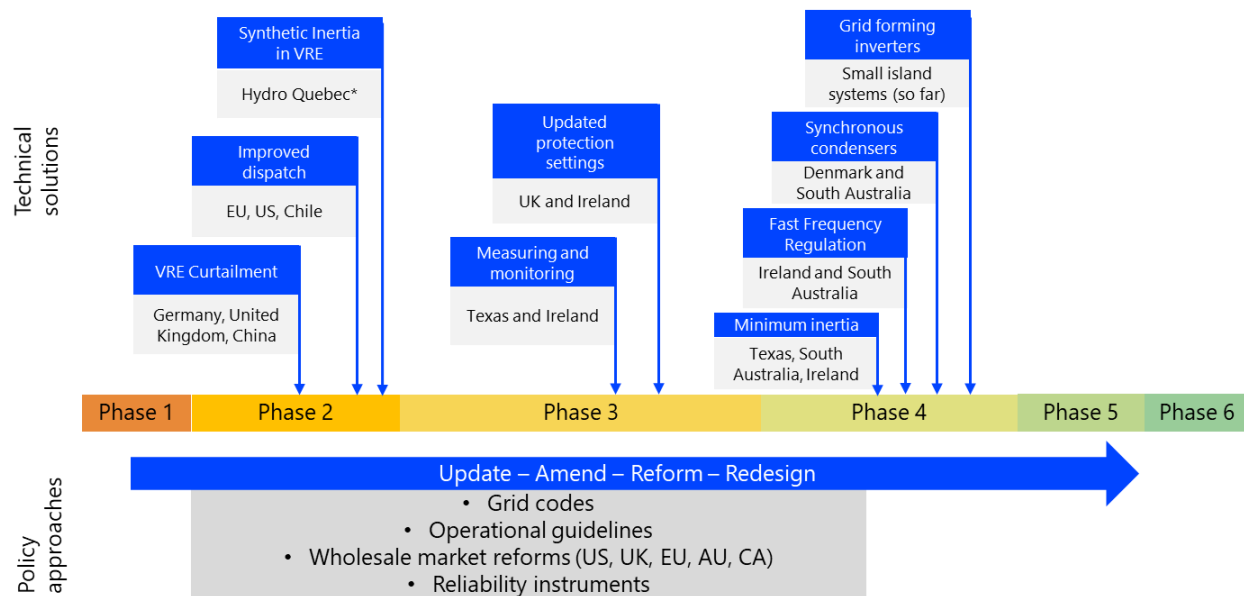 Technical
solutions
Synthetic Inertia
in VRE
Hydro Quebec*
Improved
dispatch
EU, US, Chile
VRE Curtailment
Germany, United
Kingdom, China
Updated
protection
settings
UK and Ireland
Measuring and
monitoring
Texas and Ireland
Grid forming
inverters
Small island
systems (so far)
Synchronous
condensers
Denmark and
South Australia
Fast Frequency
Regulation
Ireland and South
Australia
Minimum inertia
Texas, South
Australia, Ireland
Phase 1
Phase 2
Phase 3
Phase 4
Phase 5
Phase 6
Policy
approaches
Update – Amend – Reform – Redesign
• Grid codes
• Operational guidelines
• Wholesale market reforms (US, UK, EU, AU, CA)
• Reliability instruments